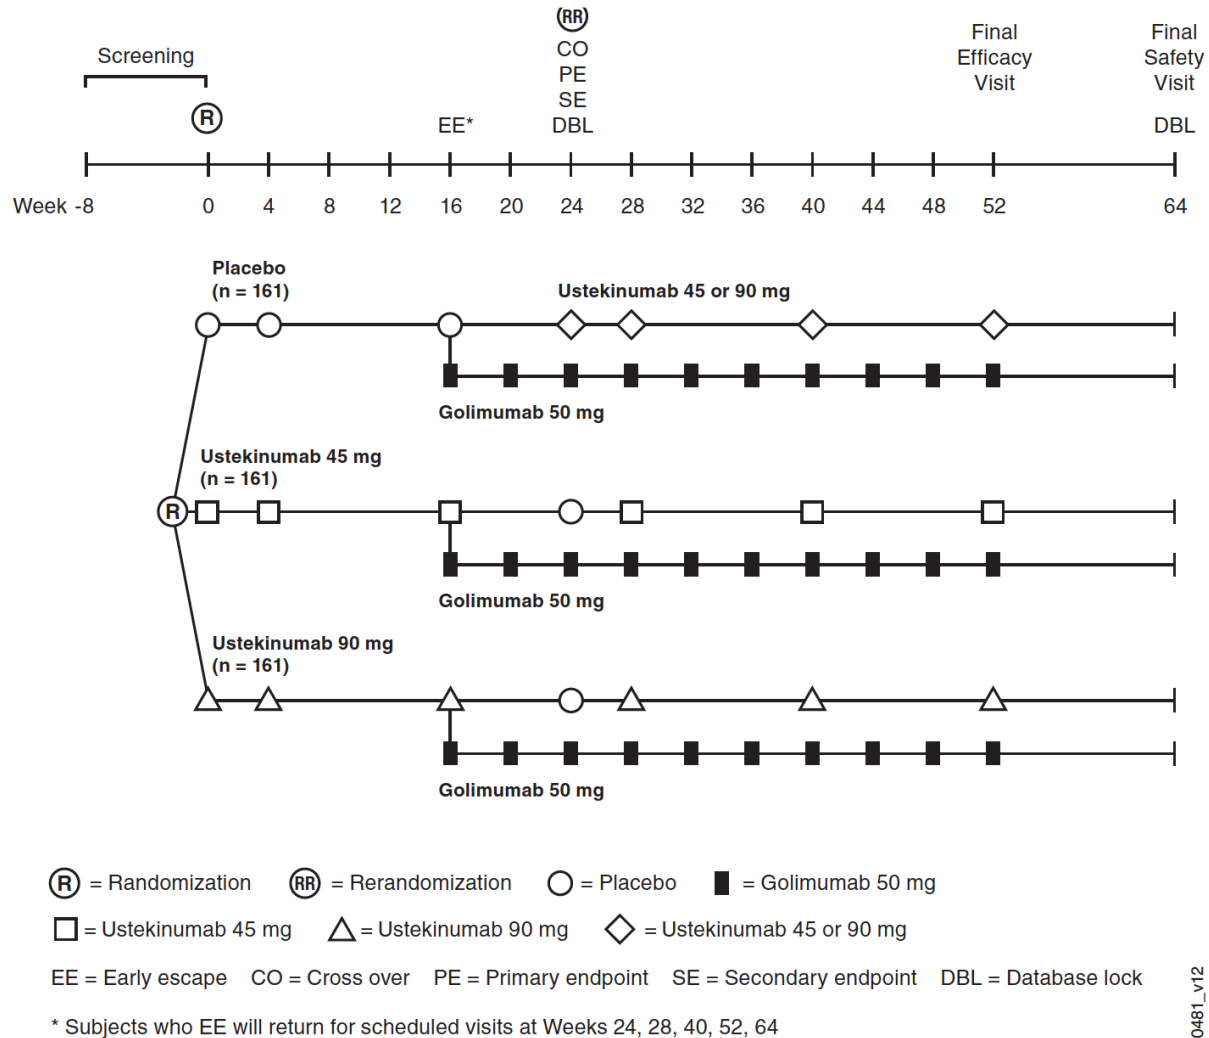 RR
Screening
CO
PE
SE
R
EE*
DBL
Final
Efficacy
Visit
Final
Safety
Visit
DBL
Week -8 0 4 8 12 16 20 24 28 32 36 40 44 48 52 64
Placebo
(n = 161)
Ustekinumab 45 or 90 mg
Golimumab 50 mg
Ustekinumab 45 mg
(n = 161)
R
Golimumab 50 mg
Ustekinumab 90 mg
(n = 161)
Golimumab 50 mg
R = Randomization RR = Rerandomization = Placebo = Golimumab 50 mg
= Ustekinumab 45 mg = Ustekinumab 90 mg = Ustekinumab 45 or 90 mg
EE = Early escape CO = Cross over PE = Primary endpoint SE = Secondary endpoint DBL = Database lock
* Subjects who EE will return for scheduled visits at Weeks 24, 28, 40, 52, 64
0481_v12